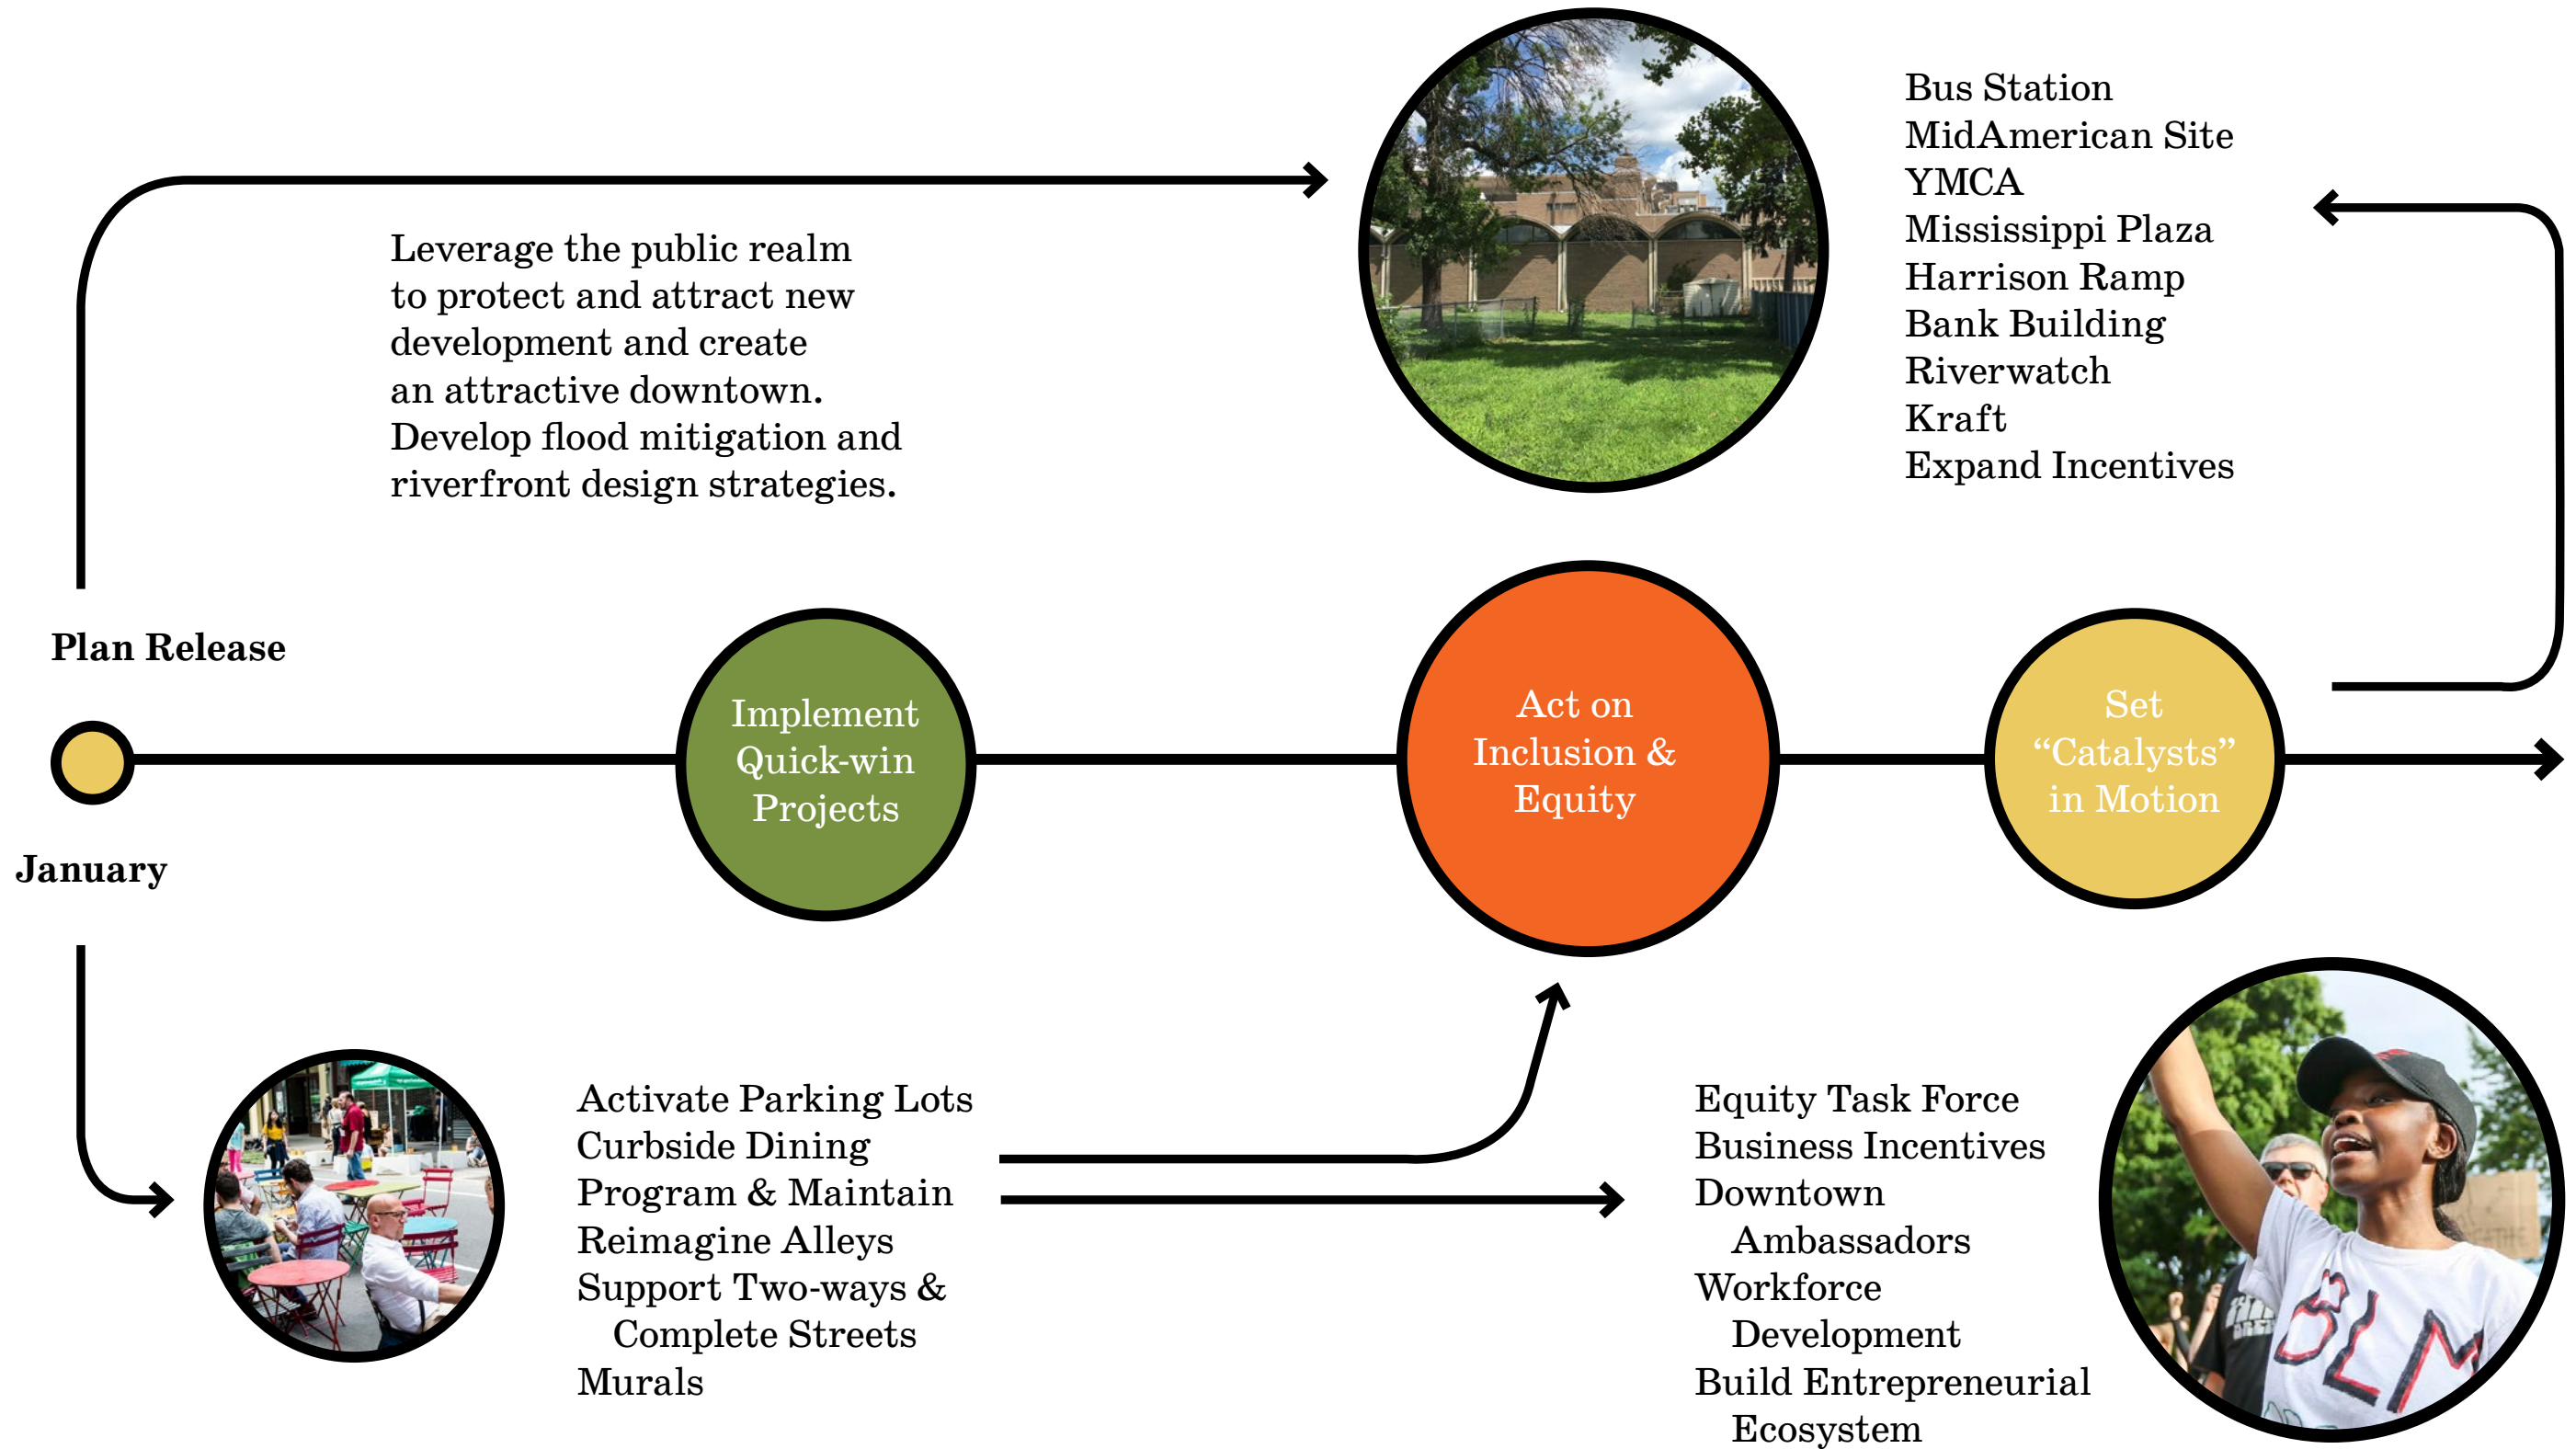 Bus Station
MidAmerican Site
YMCA
Mississippi Plaza
Harrison Ramp
Bank Building
Riverwatch
Kraft
Expand Incentives
Leverage the public realm
to protect and attract new
development and create
an attractive downtown.
Develop flood mitigation and
riverfront design strategies.
Plan Release
January
Implement
Quick-win
Projects
Act on
Inclusion &
Equity
Set
“Catalysts”
in Motion
Activate Parking Lots
Curbside Dining
Program & Maintain
Reimagine Alleys
Support Two-ways &
Complete Streets
Murals
Equity Task Force
Business Incentives
Downtown
Ambassadors
Workforce
Development
Build Entrepreneurial
Ecosystem
BLM